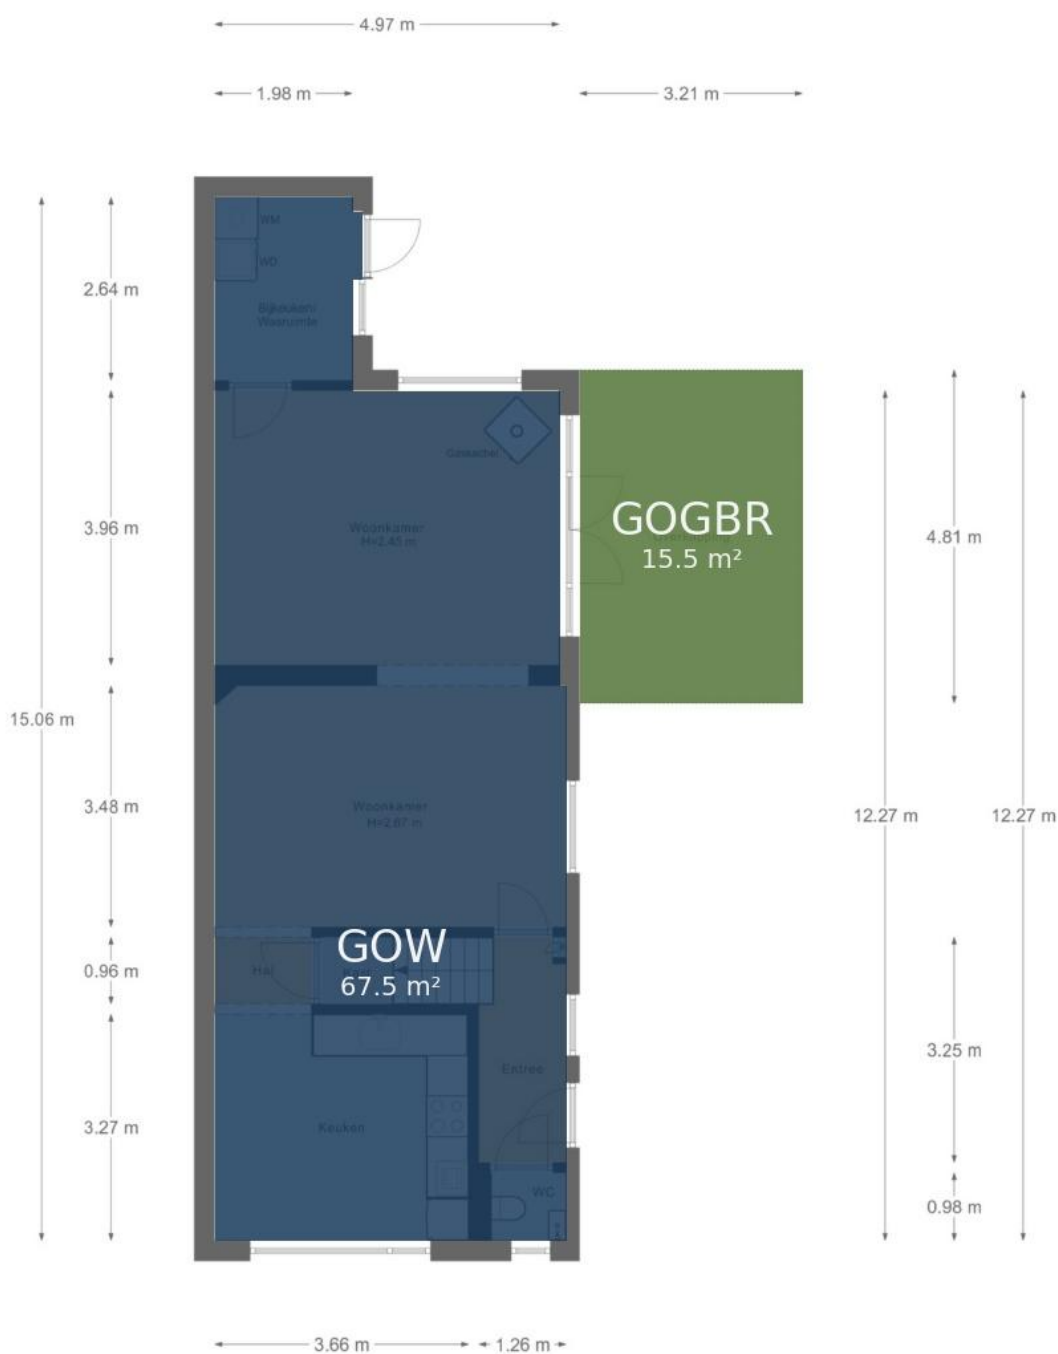 4.97 m
1.98 m
3.21 m
WM
WD
2.64 m
Bijkeuken/
Wasruimte
Gaskachel
3.96 m
Woonkamer
H=2.45 m
GOGBR
15.5 m²
Overkapping
4.81 m
15.06 m
3.48 m
Woonkamer
H=2.67 m
12.27 m
12.27 m
GOW
67.5 m²
0.96 m
Hal
Kast
3.25 m
Entree
3.27 m
Keuken
WC
0.98 m
3.66 m
1.26 m